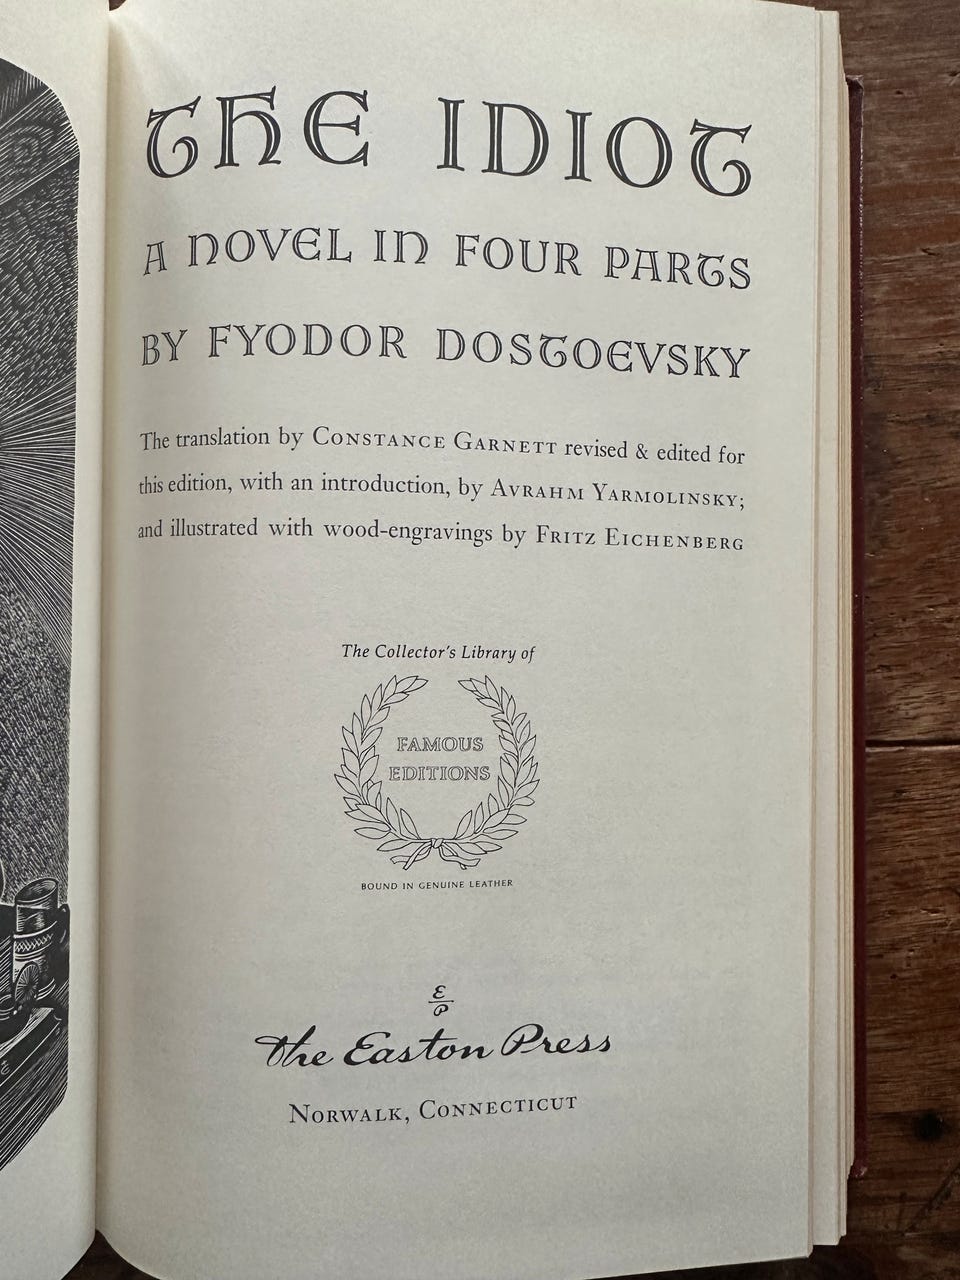 THE IDIOT
A NOVEL IN FOUR PARTS
BY FYODOR DOSTOEVSKY
The translation by CONSTANCE GARNETT revised & edited for
this edition, with an introduction, by AVRAHM YARMOLINSKY;
and illustrated with wood-engravings by FRITZ EICHENBERG
The Collector's Library of
FAMOUS
EDITIONS
BOUND IN GENUINE LEATHER
E
P
The Easton Press
NORWALK, CONNECTICUT